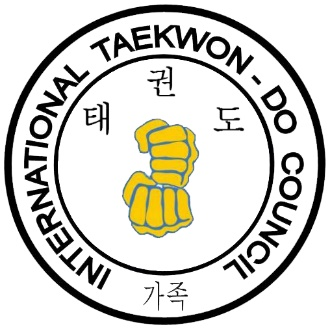 INTERNATIONAL TAEKWON-DO COUNCIL
태 권 도
가족